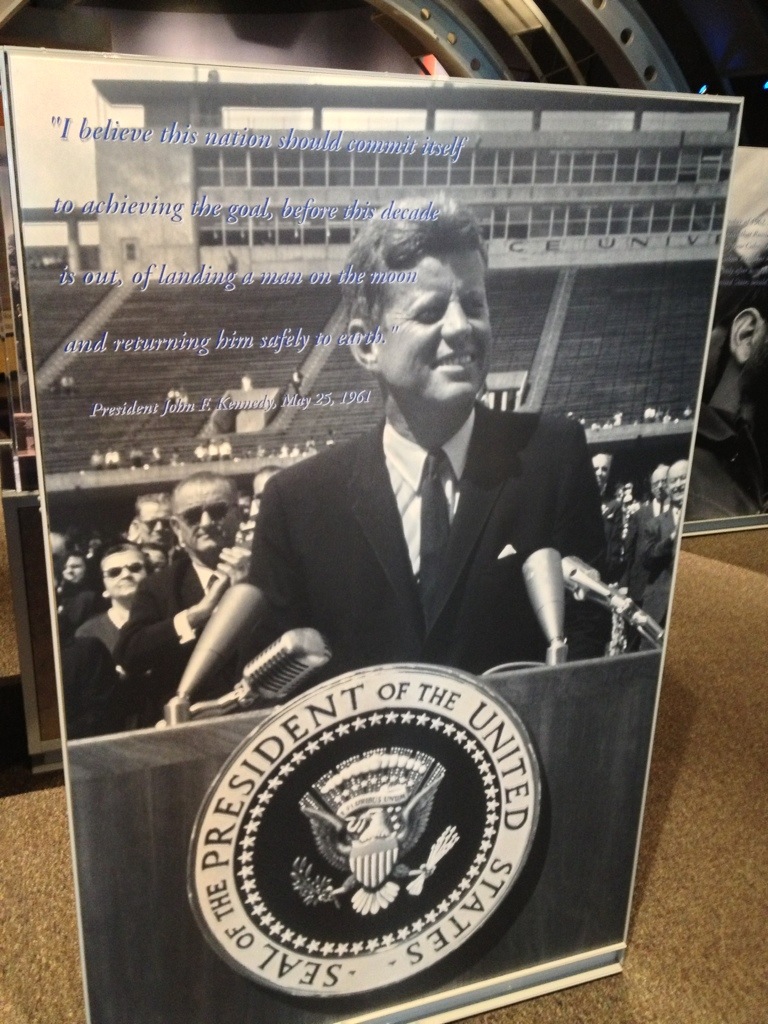 "I believe this nation should commit itself
to achieving the goal, before this decade
is out, of landing a man on the moon
and returning him safely to earth."
President John F. Kennedy, May 25, 1961
CE UNIV
SEAL OF THE PRESIDENT OF THE UNITED STATES